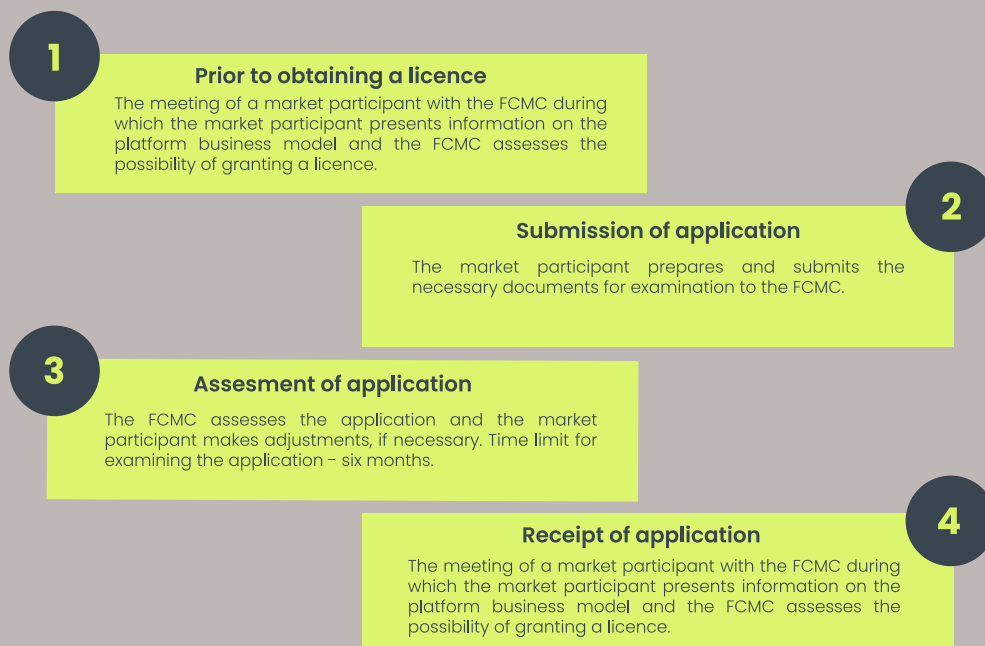 1
Prior to obtaining a licence
The meeting of a market participant with the FCMC during
which the market participant presents information on the
platform business model and the FCMC assesses the
possibility of granting a licence.
2
Submission of application
The market participant prepares and submits the
necessary documents for examination to the FCMC.
3
Assesment of application
The FCMC assesses the application and the market
participant makes adjustments, if necessary. Time limit for
examining the application - six months.
4
Receipt of application
The meeting of a market participant with the FCMC during
which the market participant presents information on the
platform business model and the FCMC assesses the
possibility of granting a licence.